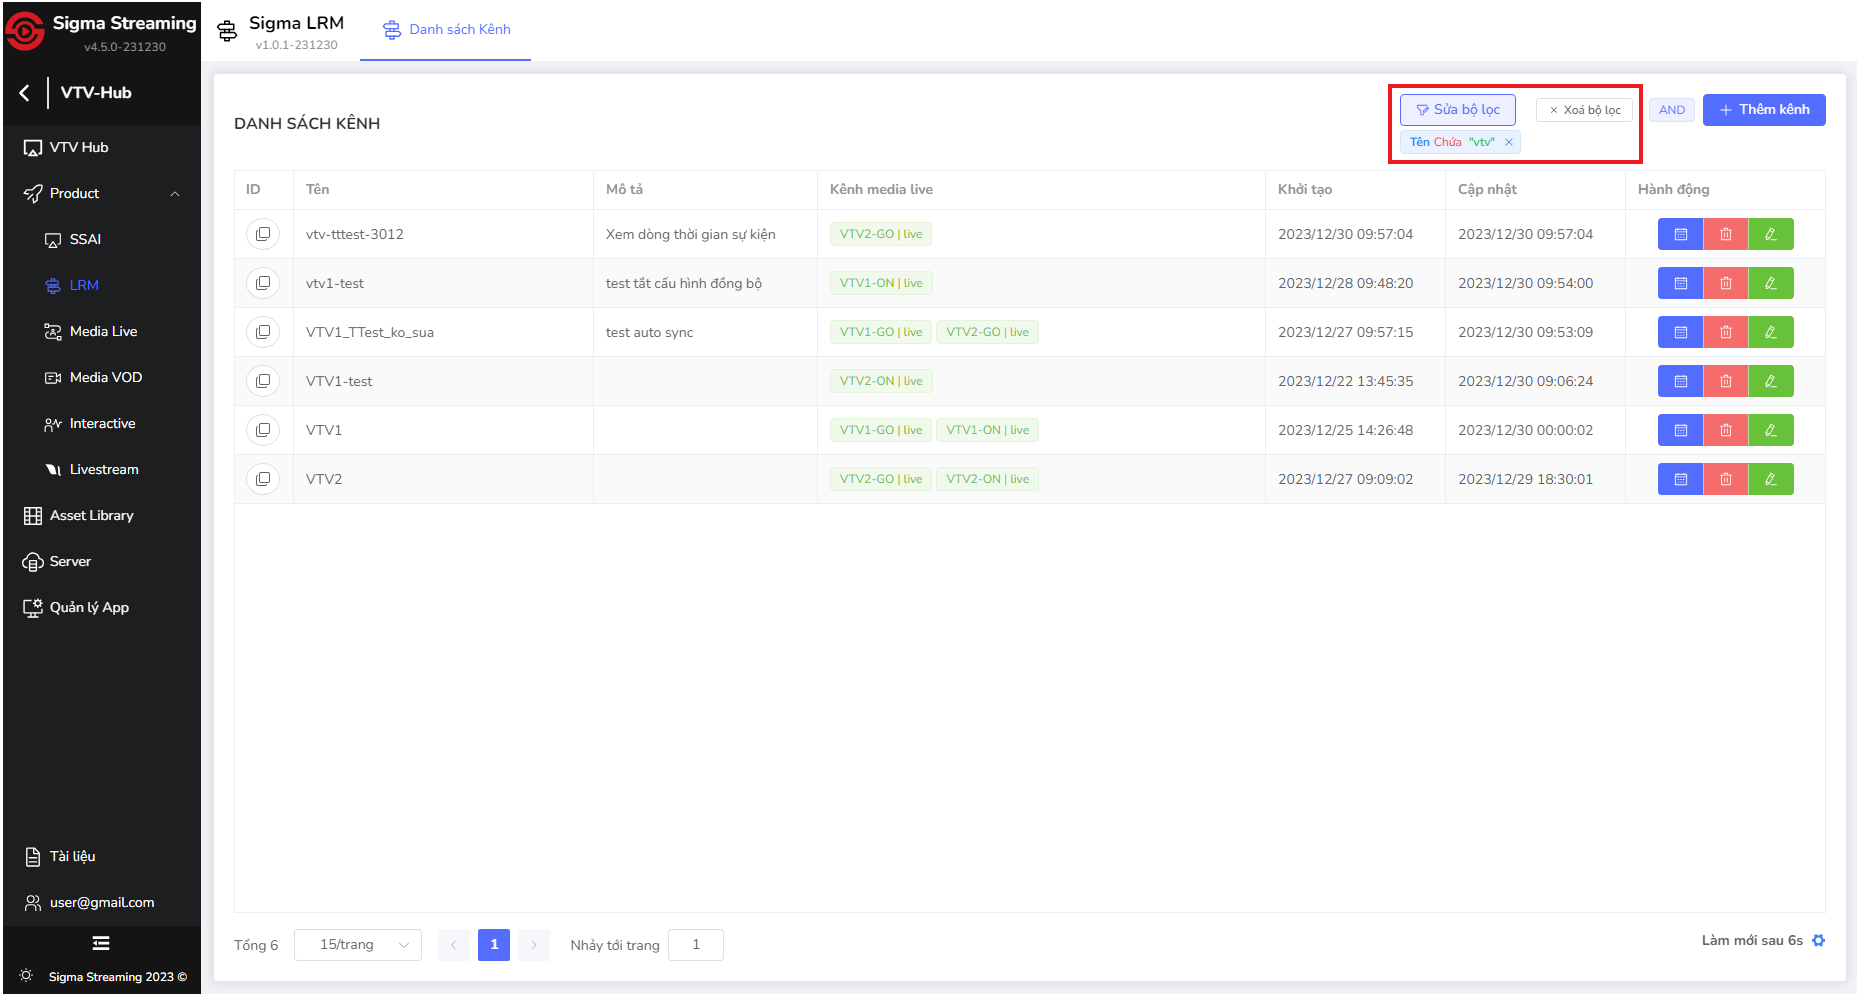 Sigma Streaming
v4.5.0-231230
VTV-Hub
VTV Hub
Product
SSAI
LRM
Media Live
Media VOD
Interactive
Livestream
Asset Library
Server
Quản lý App
Tài liệu
user@gmail.com
Sigma Streaming 2023 ©
Sigma LRM
v1.0.1-231230
Danh sách Kênh
DANH SÁCH KÊNH
Sửa bộ lọc
Xoá bộ lọc
AND
Thêm kênh
Tên Chứa "vtv"
ID Tên Mô tả Kênh media live Khởi tạo Cập nhật Hành động
vtv-tttest-3012 Xem dòng thời gian sự kiện VTV2-GO | live 2023/12/30 09:57:04 2023/12/30 09:57:04
vtv1-test test tắt cấu hình đồng bộ VTV1-ON | live 2023/12/28 09:48:20 2023/12/30 09:54:00
VTV1_TTest_ko_sua test auto sync VTV1-GO | live VTV2-GO | live 2023/12/27 09:57:15 2023/12/30 09:53:09
VTV1-test VTV2-ON | live 2023/12/22 13:45:35 2023/12/30 09:06:24
VTV1 VTV1-GO | live VTV1-ON | live 2023/12/25 14:26:48 2023/12/30 00:00:02
VTV2 VTV2-GO | live VTV2-ON | live 2023/12/27 09:09:02 2023/12/29 18:30:01
Tổng 6 15/trang 1 Nhảy tới trang 1
Làm mới sau 6s